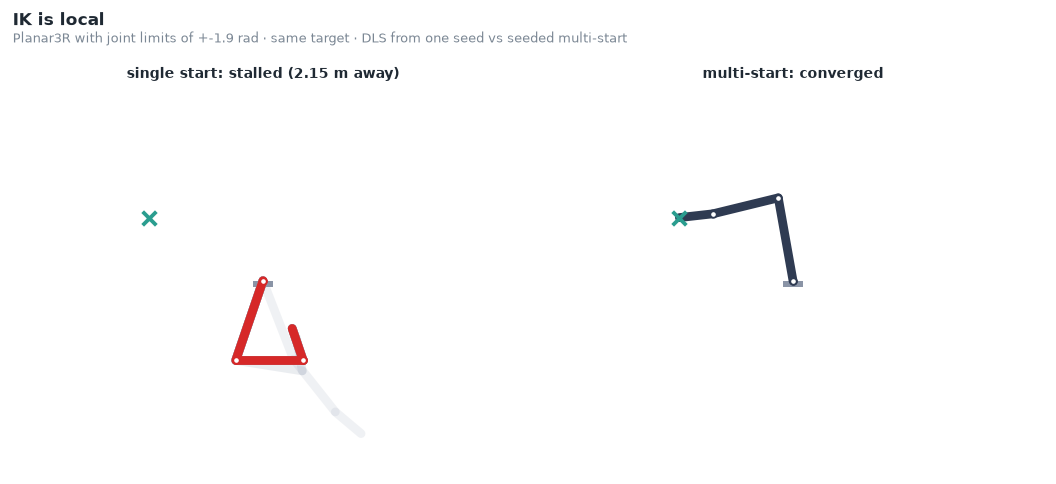 IK is local
Planar3R with joint limits of +-1.9 rad · same target · DLS from one seed vs seeded multi-start
single start: stalled (2.15 m away)
multi-start: converged